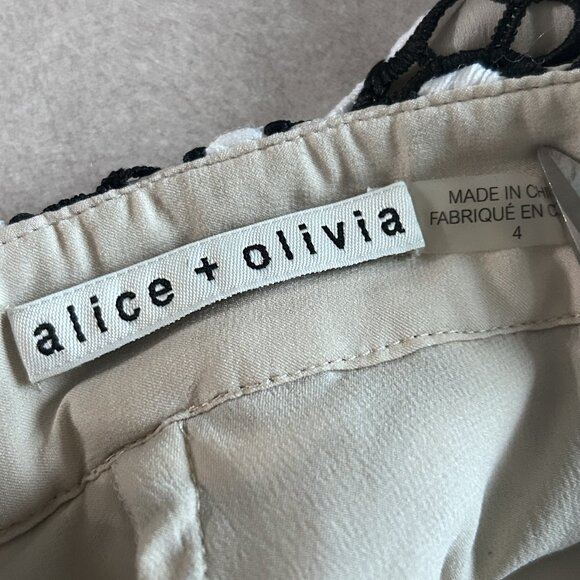 alice + olivia
MADE IN
FABRIQUÉ EN
4